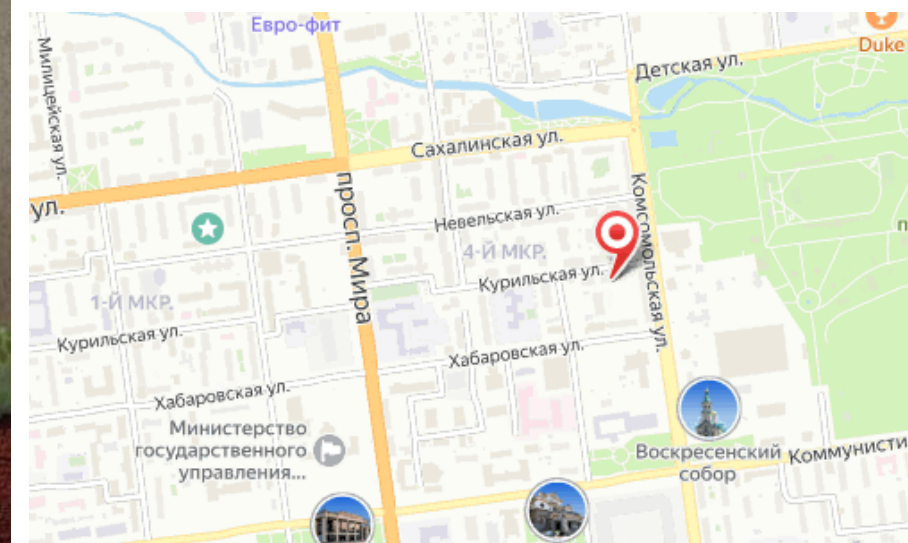 Евро-фит
Duke
Милицейская ул.
Детская ул.
Сахалинская ул.
ул.
просп. Мира
Комсомольская ул.
Невельская ул.
п
4-Й МКР.
Курильская ул.
1-Й МКР.
Курильская ул.
Хабаровская ул.
Хабаровская ул.
Министерство
государственного
управления...
Воскресенский
собор
Коммунисти